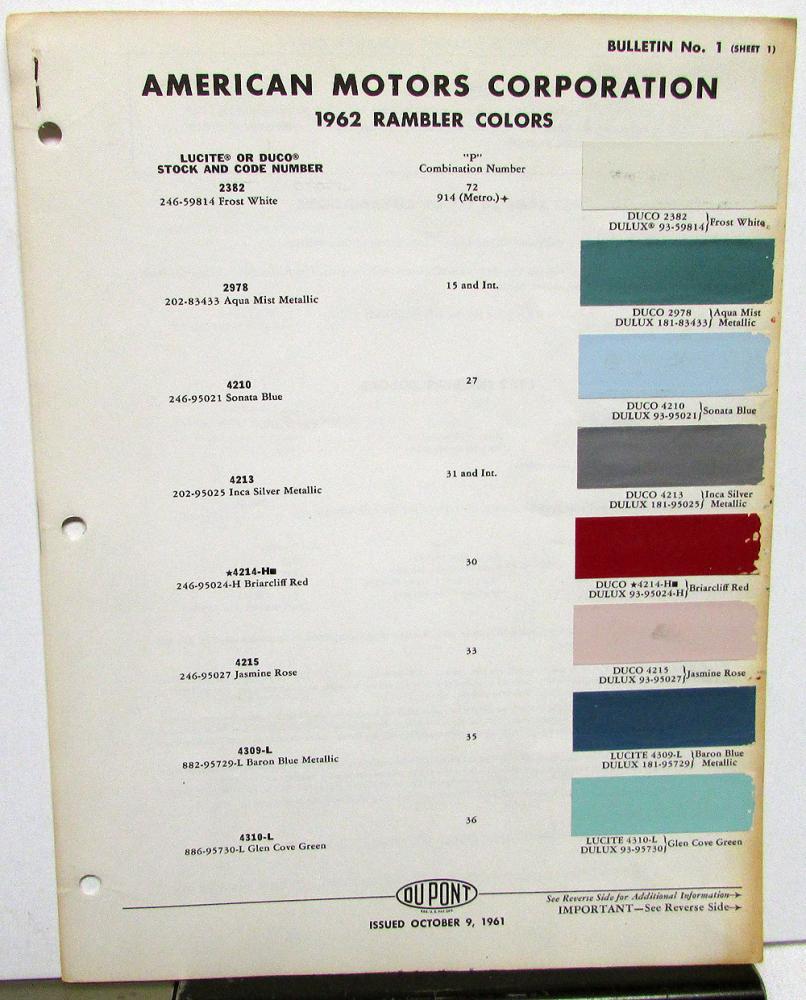 BULLETIN No. 1 (SHEET 1)
AMERICAN MOTORS CORPORATION
1962 RAMBLER COLORS
LUCITE® OR DUCO®
STOCK AND CODE NUMBER
"P"
Combination Number
2382
246-59814 Frost White
72
914 (Metro.)+
DUCO 2382
DULUX® 93-59814} Frost White
2978
202-83433 Aqua Mist Metallic
15 and Int.
DUCO 2978 } Aqua Mist
DULUX 181-83433 } Metallic
4210
246-95021 Sonata Blue
27
DUCO 4210
DULUX 93-95021} Sonata Blue
4213
202-95025 Inca Silver Metallic
31 and Int.
DUCO 4213 } Inca Silver
DULUX 181-95025 } Metallic
★4214-H■
246-95024-H Briarcliff Red
30
DUCO ★4214-H■
DULUX 93-95024-H} Briarcliff Red
4215
246-95027 Jasmine Rose
33
DUCO 4215
DULUX 93-95027} Jasmine Rose
4309-L
882-95729-L Baron Blue Metallic
35
LUCITE 4309-L } Baron Blue
DULUX 181-95729 } Metallic
4310-L
886-95730-L Glen Cove Green
36
LUCITE 4310-L
DULUX 93-95730} Glen Cove Green
DU PONT
See Reverse Side for Additional Information→
IMPORTANT—See Reverse Side→
ISSUED OCTOBER 9, 1961